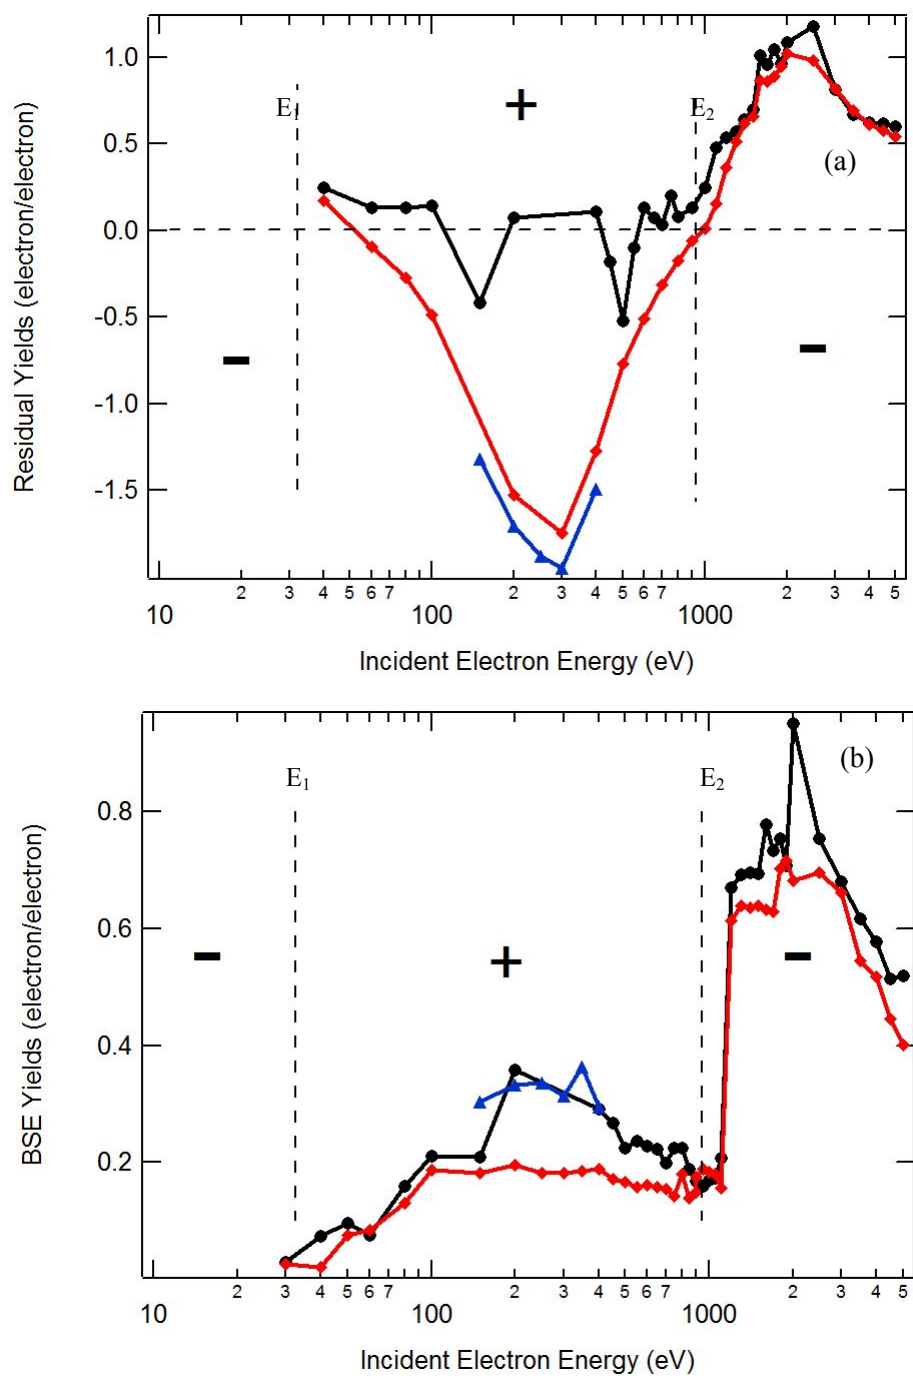 1.0
E1
+
E2
0.5
(a)
0.0
-0.5
-
-
-1.0
-1.5
Residual Yields (electron/electron)
2 3 4 5 6 7 2 3 4 5 6 7 2 3 4 5
10 100 1000
Incident Electron Energy (eV)
(b)
E1 E2
0.8
0.6
- + -
0.4
0.2
BSE Yields (electron/electron)
2 3 4 5 6 7 2 3 4 5 6 7 2 3 4 5
10 100 1000
Incident Electron Energy (eV)